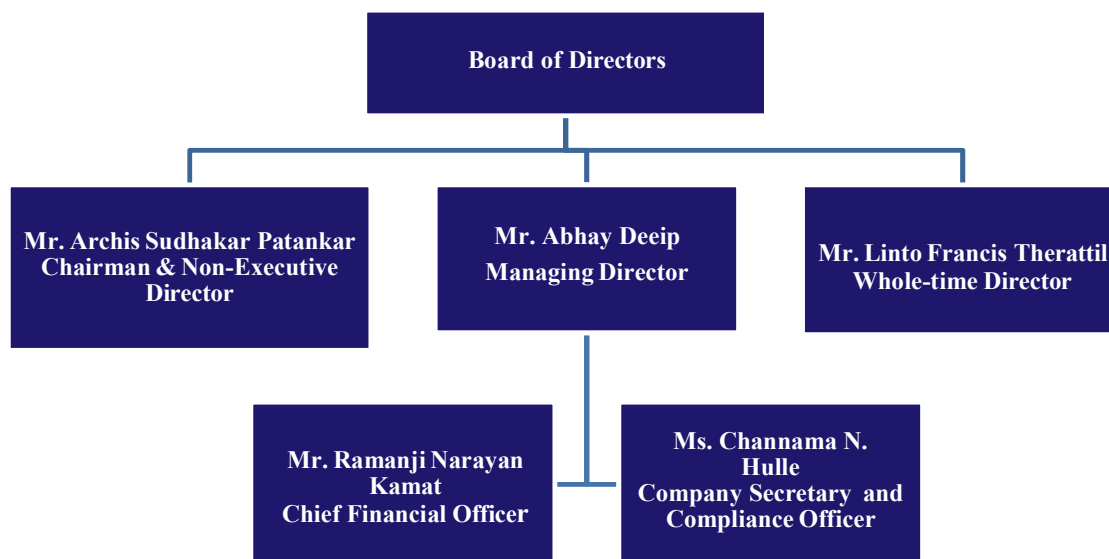 Board of Directors
Mr. Archis Sudhakar Patankar
Chairman & Non-Executive
Director
Mr. Abhay Deeip
Managing Director
Mr. Linto Francis Therattil
Whole-time Director
Mr. Ramanji Narayan
Kamat
Chief Financial Officer
Ms. Channama N.
Hulle
Company Secretary and
Compliance Officer